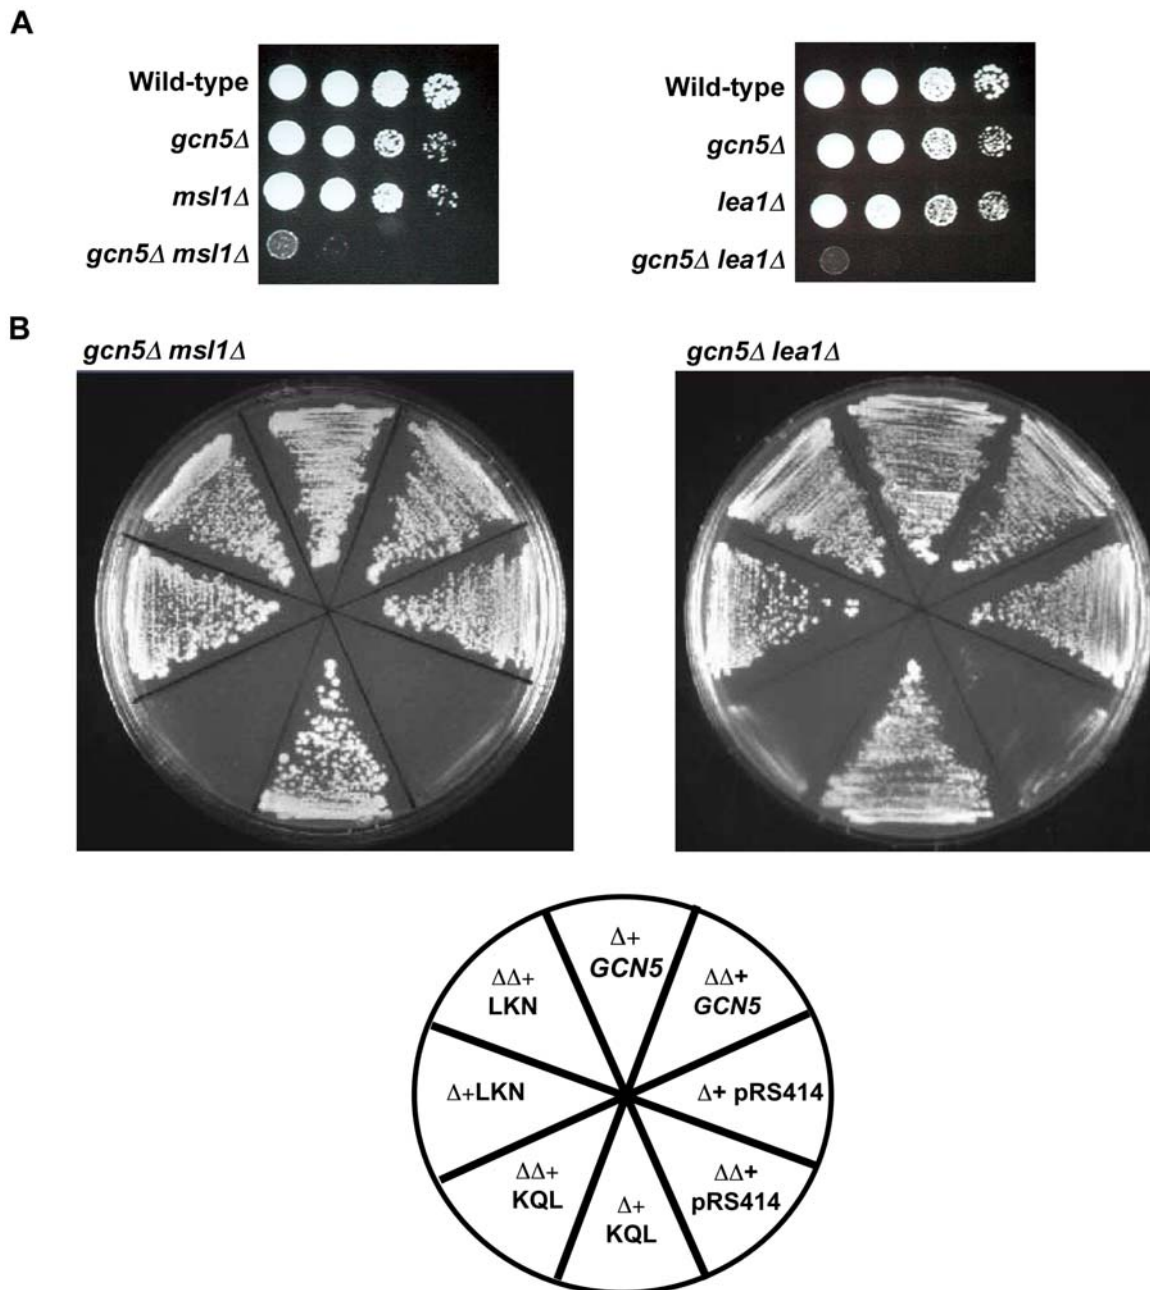 A
Wild-type
gcn5Δ
msl1Δ
gcn5Δ msl1Δ
Wild-type
gcn5Δ
lea1Δ
gcn5Δ lea1Δ
B
gcn5Δ msl1Δ
gcn5Δ lea1Δ
Δ+
GCN5
ΔΔ+
LKN
ΔΔ+
GCN5
Δ+LKN
Δ+ pRS414
ΔΔ+
KQL
Δ+
KQL
ΔΔ+
pRS414